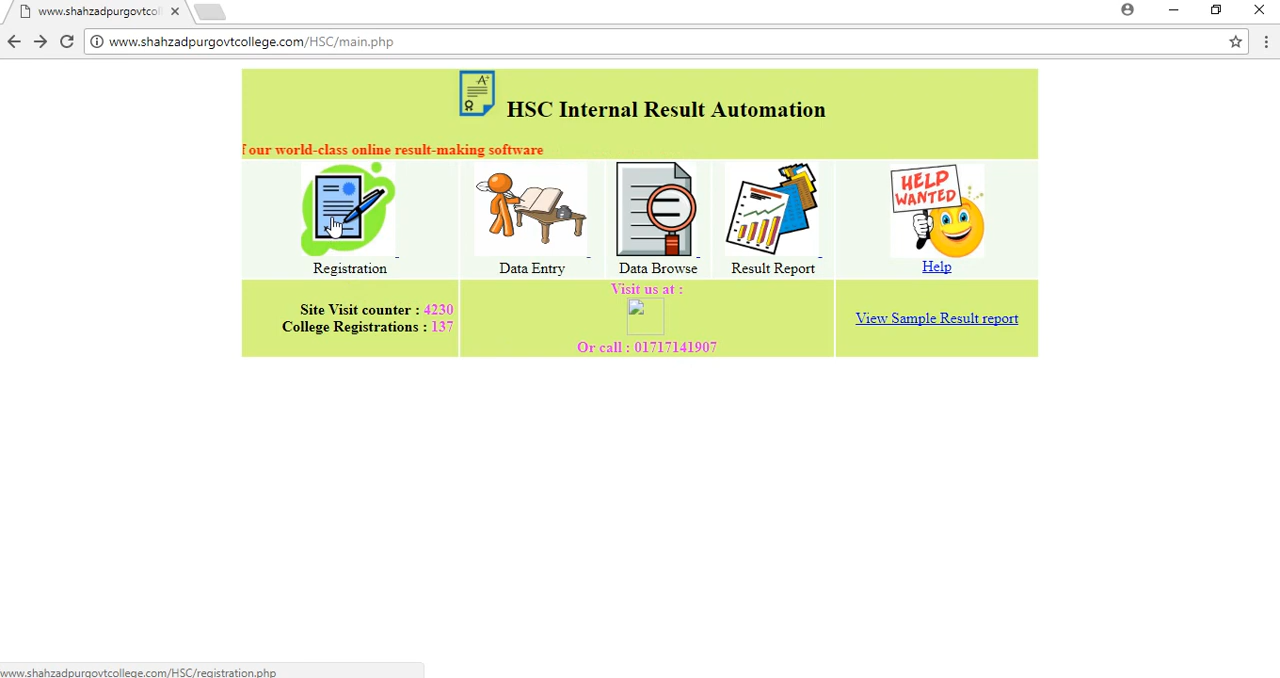 www.shahzadpurgovtcol
www.shahzadpurgovtcollege.com/HSC/main.php
A+
HSC Internal Result Automation
f our world-class online result-making software
HELP
WANTED
Registration
Data Entry
Data Browse
Result Report
Help
Site Visit counter : 4230
College Registrations : 137
Visit us at :
Or call : 01717141907
View Sample Result report
www.shahzadpurgovtcollege.com/HSC/registration.php